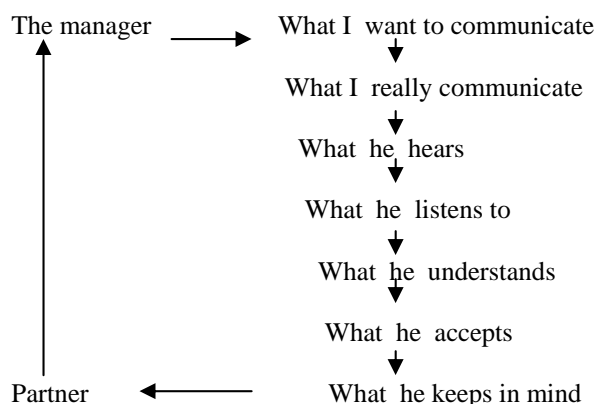 The manager What I want to communicate
What I really communicate
What he hears
What he listens to
What he understands
What he accepts
Partner What he keeps in mind